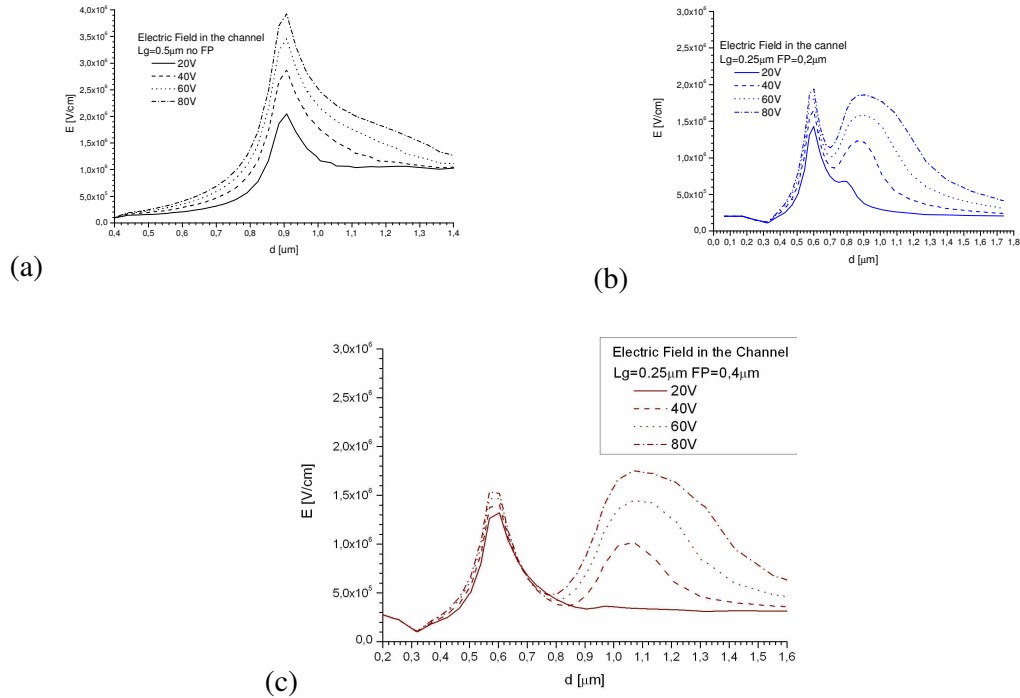 4,0x10⁶
3,5x10⁶
3,0x10⁶
2,5x10⁶
2,0x10⁶
1,5x10⁶
1,0x10⁶
5,0x10⁵
0,0
E [V/cm]
Electric Field in the channel
Lg=0.5μm no FP
20V
40V
60V
80V
0,4 0,5 0,6 0,7 0,8 0,9 1,0 1,1 1,2 1,3 1,4
d [μm]
(a)
3,0x10⁶
2,5x10⁶
2,0x10⁶
1,5x10⁶
1,0x10⁶
5,0x10⁵
0,0
E [V/cm]
Electric Field in the cannel
Lg=0.25μm FP=0,2μm
20V
40V
60V
80V
0,0 0,1 0,2 0,3 0,4 0,5 0,6 0,7 0,8 0,9 1,0 1,1 1,2 1,3 1,4 1,5 1,6 1,7 1,8
d [μm]
(b)
3,0x10⁶
2,5x10⁶
2,0x10⁶
1,5x10⁶
1,0x10⁶
5,0x10⁵
0,0
E [V/cm]
Electric Field in the Channel
Lg=0.25μm FP=0,4μm
20V
40V
60V
80V
0,2 0,3 0,4 0,5 0,6 0,7 0,8 0,9 1,0 1,1 1,2 1,3 1,4 1,5 1,6
d [μm]
(c)